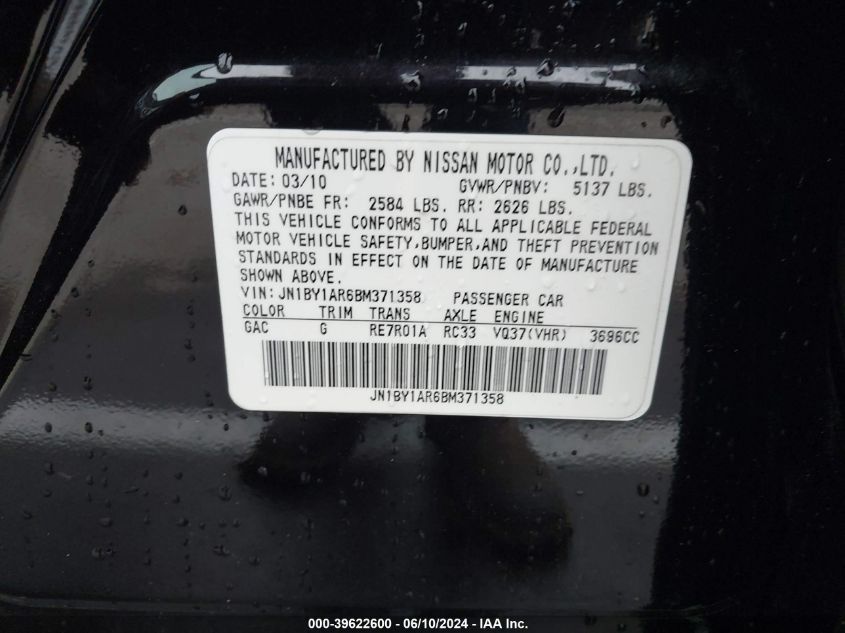 MANUFACTURED BY NISSAN MOTOR CO.,LTD.
DATE: 03/10 GVWR/PNBV: 5137 LBS.
GAWR/PNBE FR: 2584 LBS. RR: 2626 LBS.
THIS VEHICLE CONFORMS TO ALL APPLICABLE FEDERAL
MOTOR VEHICLE SAFETY,BUMPER,AND THEFT PREVENTION
STANDARDS IN EFFECT ON THE DATE OF MANUFACTURE
SHOWN ABOVE.
VIN: JN1BY1AR6BM371358 PASSENGER CAR
COLOR TRIM TRANS AXLE ENGINE
GAC G RE7R01A RC33 VQ37(VHR) 3696CC
JN1BY1AR6BM371358
000-39622600 - 06/10/2024 - IAA Inc.